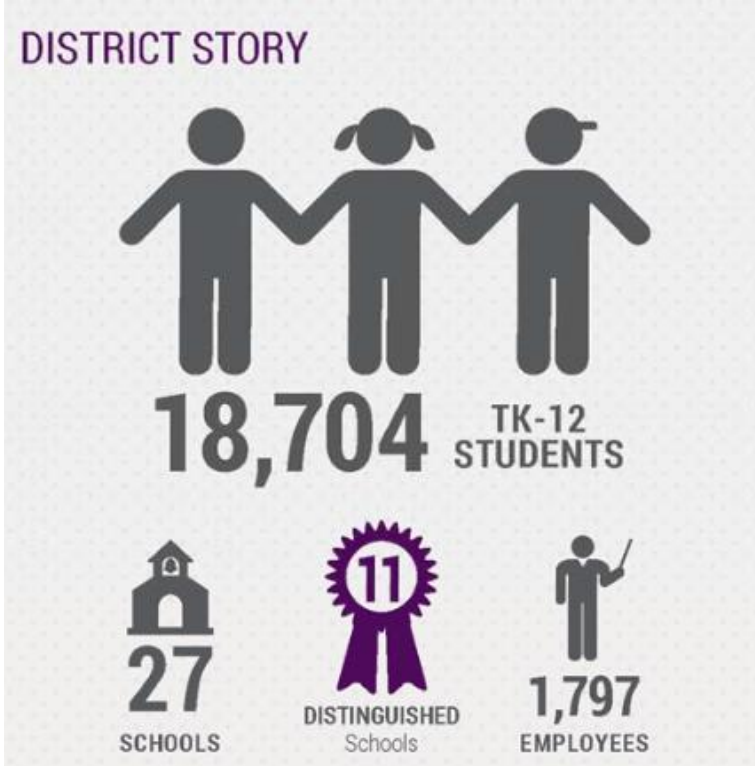 DISTRICT STORY
18,704
TK-12
STUDENTS
27
SCHOOLS
11
DISTINGUISHED
Schools
1,797
EMPLOYEES